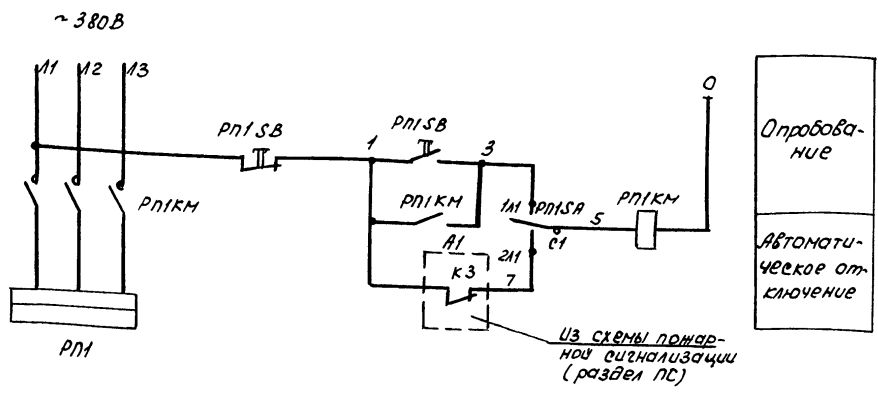 ~380В
Л1 Л2 Л3
РП1КМ
РП1
РП1SB
1
РП1SB
3
РП1КМ
А1
К3
1Л1
РП1SA
С1
2Л1
7
5
РП1КМ
О
Из схемы пожар-
ной сигнализации
(раздел ПС)
Опробова-
ние
Автомати-
ческое от-
ключение